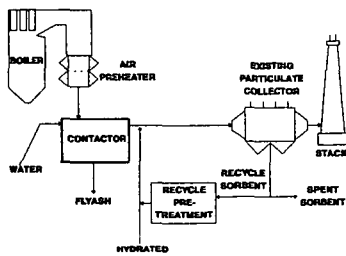 BOILER
AIR
PREHEATER
EXISTING
PARTICULATE
COLLECTOR
CONTACTOR
STACK
WATER
RECYCLE
SORBENT
FLYASH
RECYCLE
PRE-
TREATMENT
SPENT
SORBENT
HYDRATED